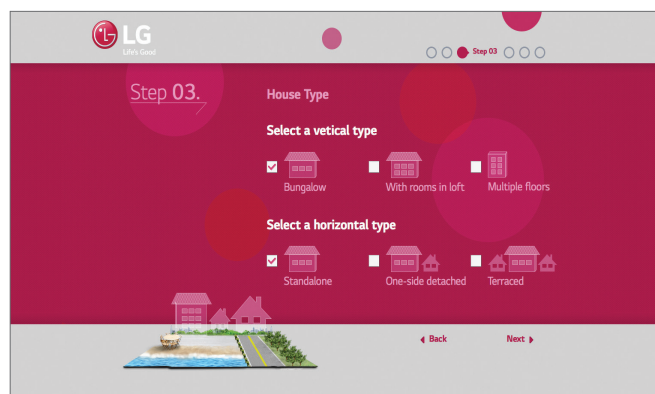 LG
Life's Good
Step 03
Step 03.
House Type
Select a vetical type
Bungalow
With rooms in loft
Multiple floors
Select a horizontal type
Standalone
One-side detached
Terraced
Back
Next